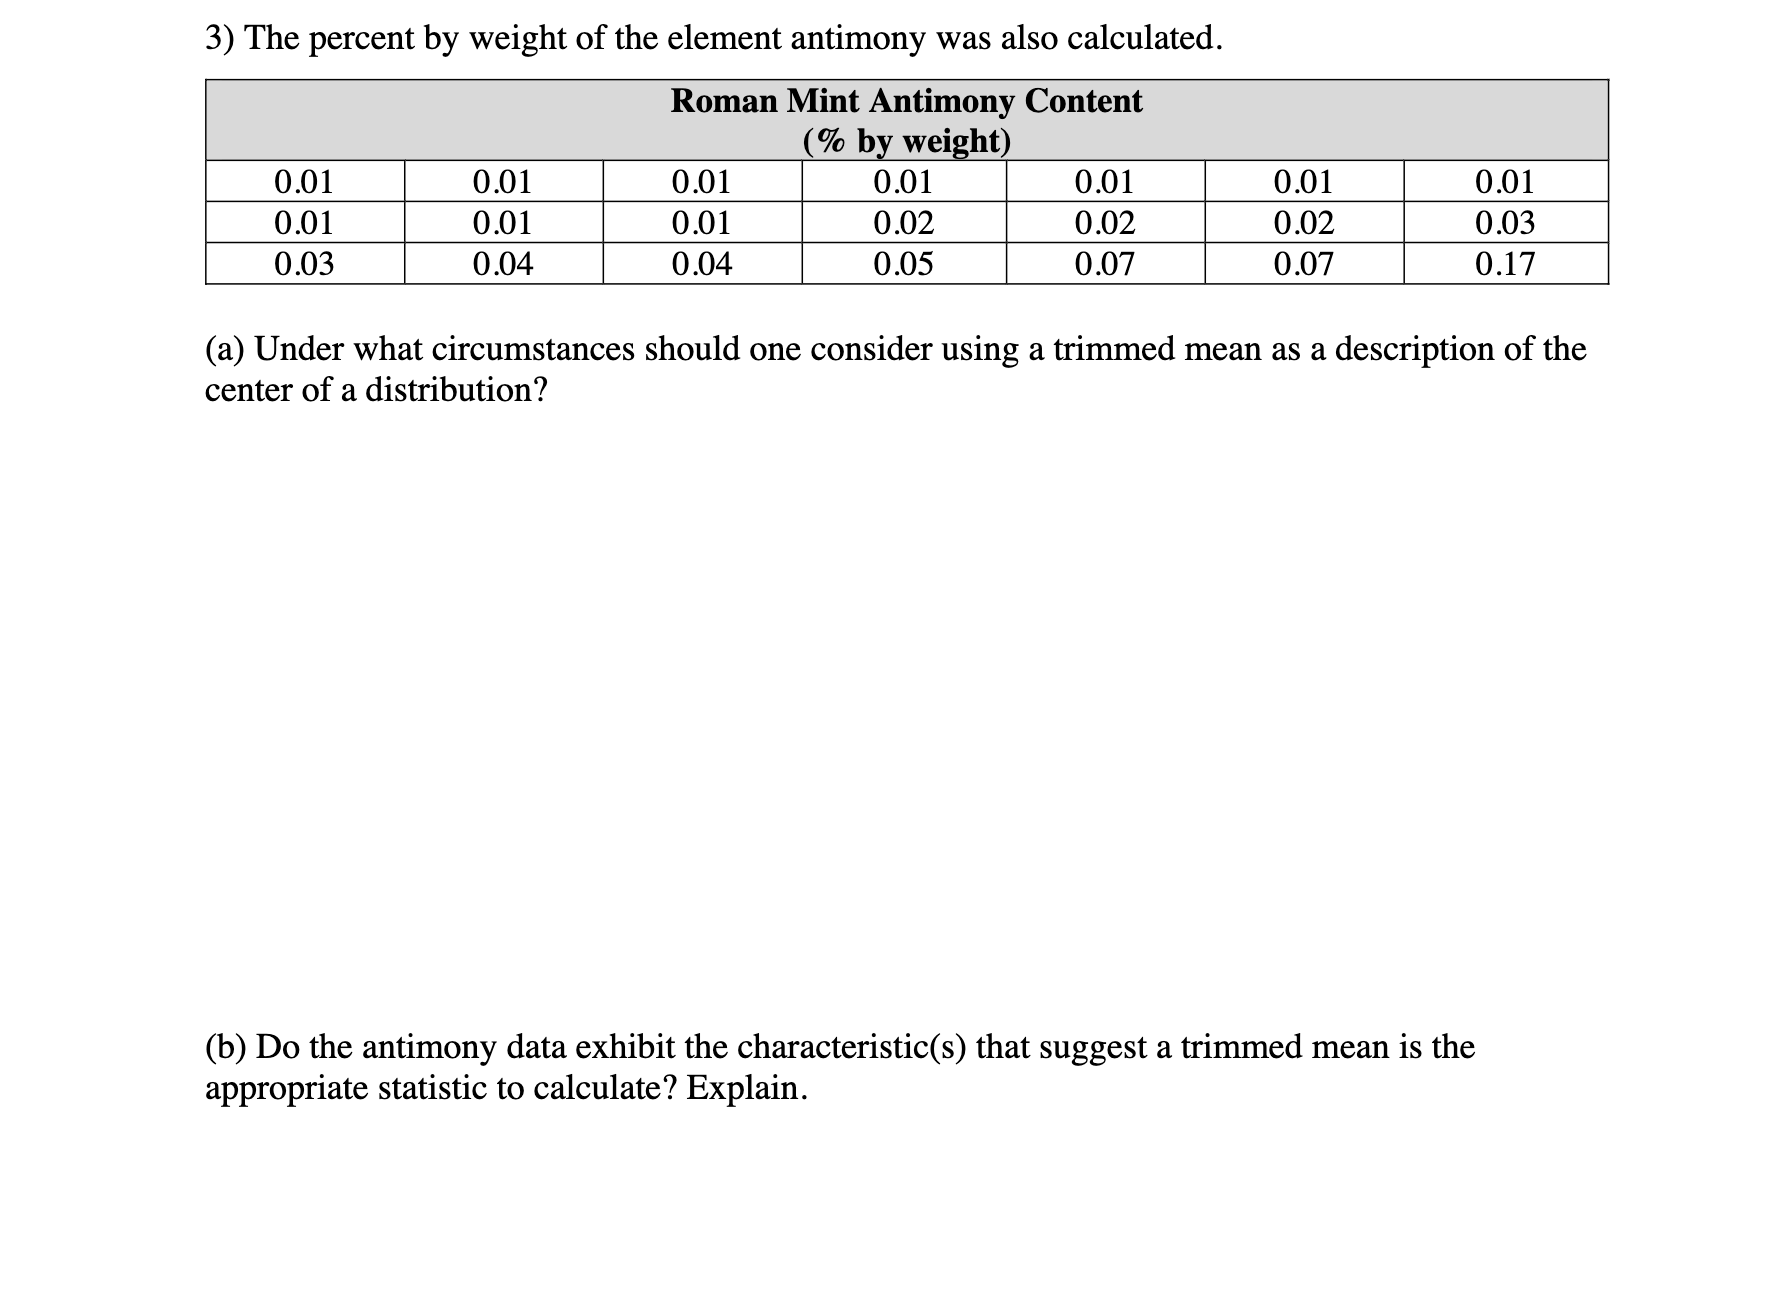 3) The percent by weight of the element antimony was also calculated.
Roman Mint Antimony Content
(% by weight)
0.01 0.01 0.01 0.01 0.01 0.01 0.01
0.01 0.01 0.01 0.02 0.02 0.02 0.03
0.03 0.04 0.04 0.05 0.07 0.07 0.17
(a) Under what circumstances should one consider using a trimmed mean as a description of the
center of a distribution?
(b) Do the antimony data exhibit the characteristic(s) that suggest a trimmed mean is the
appropriate statistic to calculate? Explain.